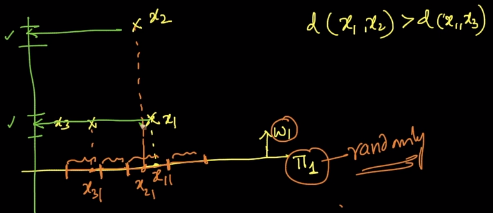 x₂
d(x₁,x₂) > d(x₁,x₃)
x₃ x₁
w₁
π₁ randomly
x₃₁ x₂₁ x₁₁